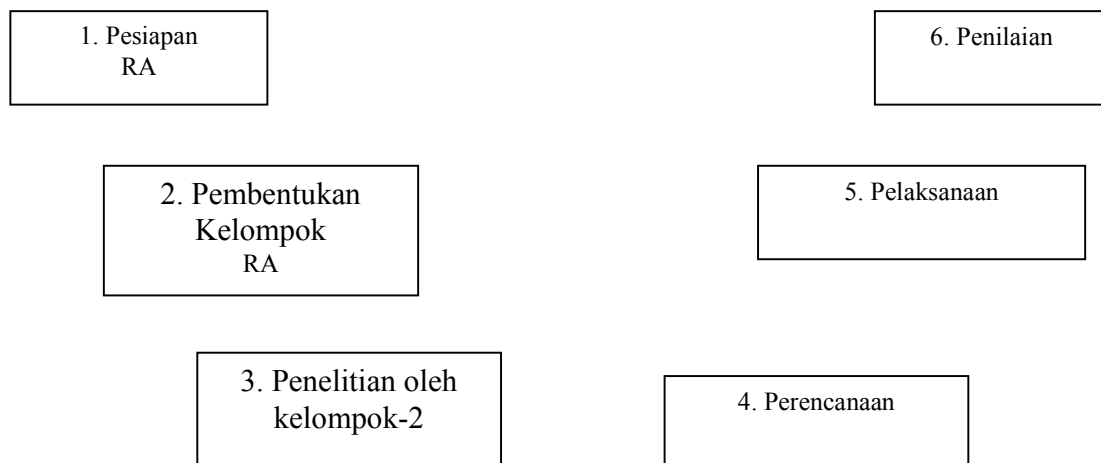 1. Pesiapan
RA
2. Pembentukan
Kelompok
RA
3. Penelitian oleh
kelompok-2
4. Perencanaan
5. Pelaksanaan
6. Penilaian